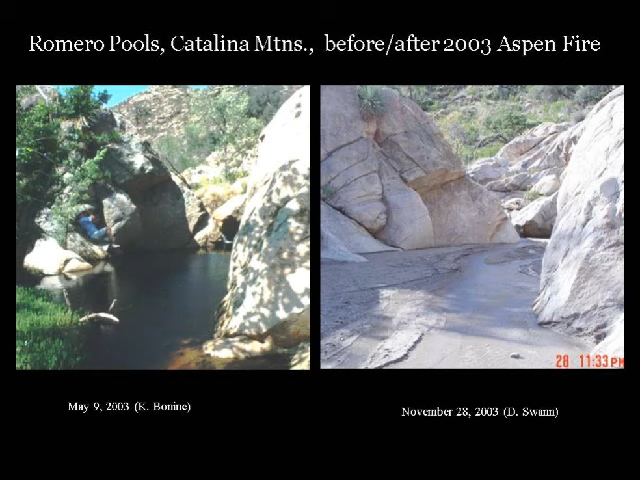 Romero Pools, Catalina Mtns., before/after 2003 Aspen Fire
28 11:33PM
May 9, 2003 (K. Bonine)
November 28, 2003 (D. Swann)